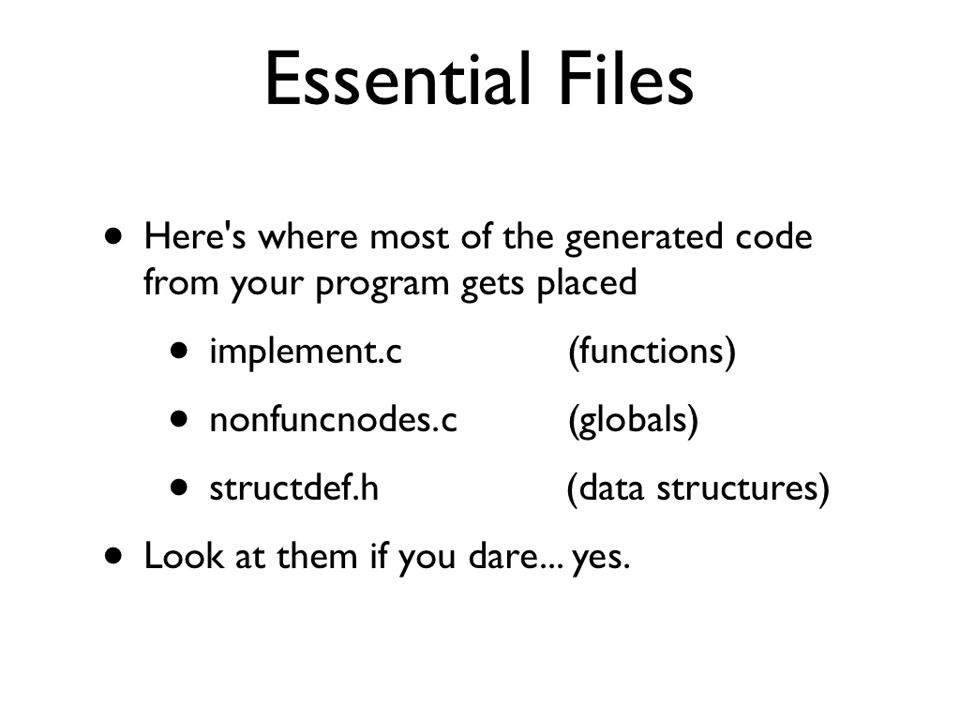 Essential Files
• Here's where most of the generated code
from your program gets placed
• implement.c (functions)
• nonfuncnodes.c (globals)
• structdef.h (data structures)
• Look at them if you dare... yes.